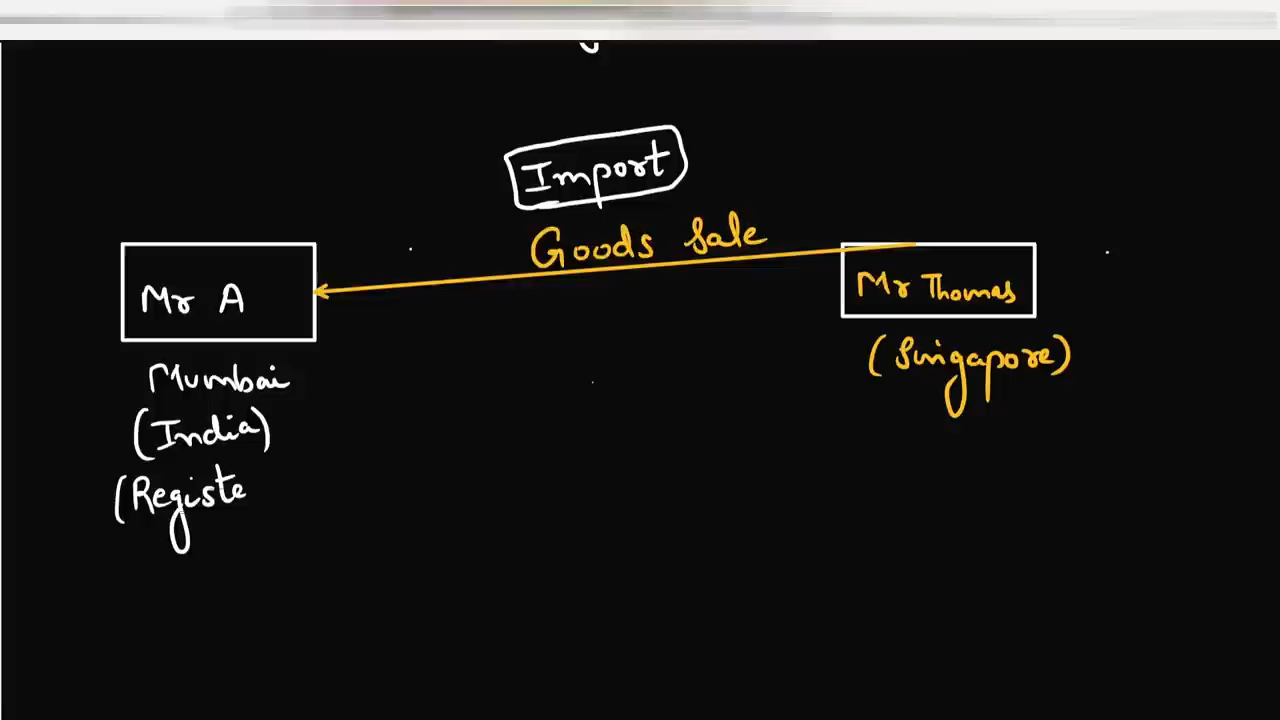 Import
Goods Sale
Mr A
Mr Thomas
(Singapore)
Mumbai
(India)
(Registe